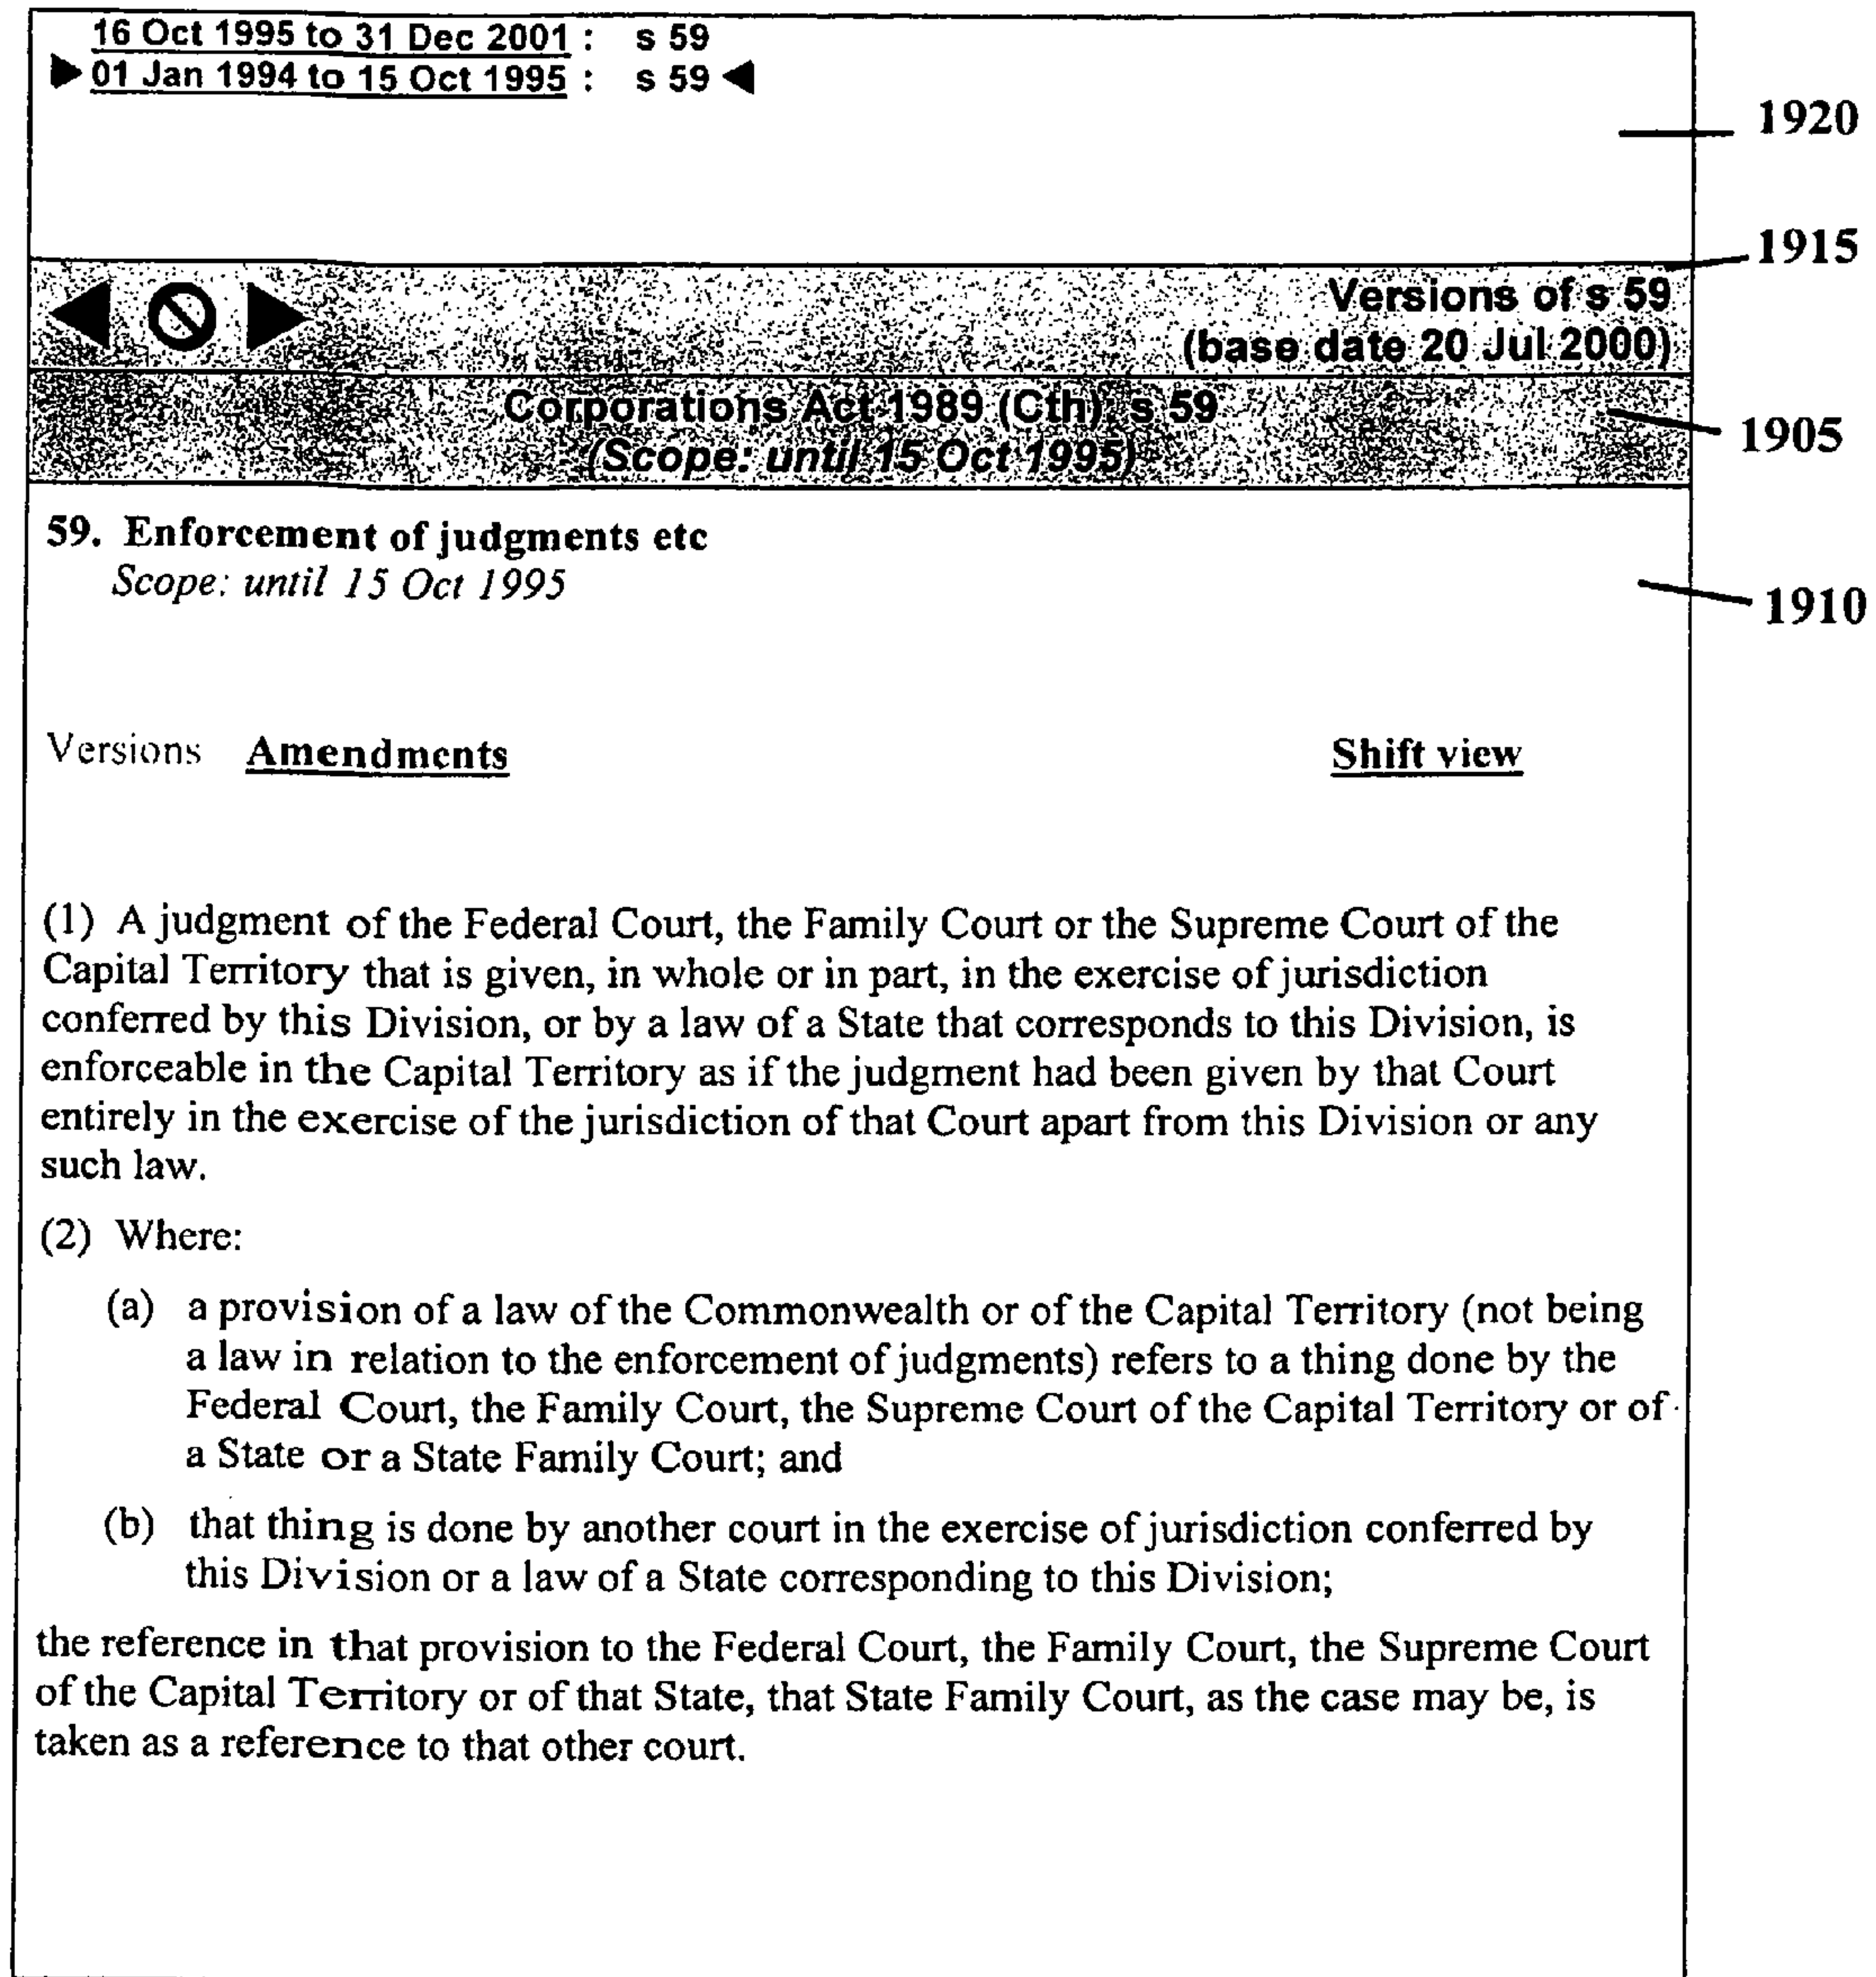 16 Oct 1995 to 31 Dec 2001 : s 59
▶ 01 Jan 1994 to 15 Oct 1995 : s 59 ◀
1920
1915
Versions of s 59
(base date 20 Jul 2000)
Corporations Act 1989 (Cth), s 59
(Scope: until 15 Oct 1995)
1905
59. Enforcement of judgments etc
Scope: until 15 Oct 1995
1910
Versions Amendments Shift view
(1) A judgment of the Federal Court, the Family Court or the Supreme Court of the
Capital Territory that is given, in whole or in part, in the exercise of jurisdiction
conferred by this Division, or by a law of a State that corresponds to this Division, is
enforceable in the Capital Territory as if the judgment had been given by that Court
entirely in the exercise of the jurisdiction of that Court apart from this Division or any
such law.
(2) Where:
(a) a provision of a law of the Commonwealth or of the Capital Territory (not being
a law in relation to the enforcement of judgments) refers to a thing done by the
Federal Court, the Family Court, the Supreme Court of the Capital Territory or of
a State or a State Family Court; and
(b) that thing is done by another court in the exercise of jurisdiction conferred by
this Division or a law of a State corresponding to this Division;
the reference in that provision to the Federal Court, the Family Court, the Supreme Court
of the Capital Territory or of that State, that State Family Court, as the case may be, is
taken as a reference to that other court.